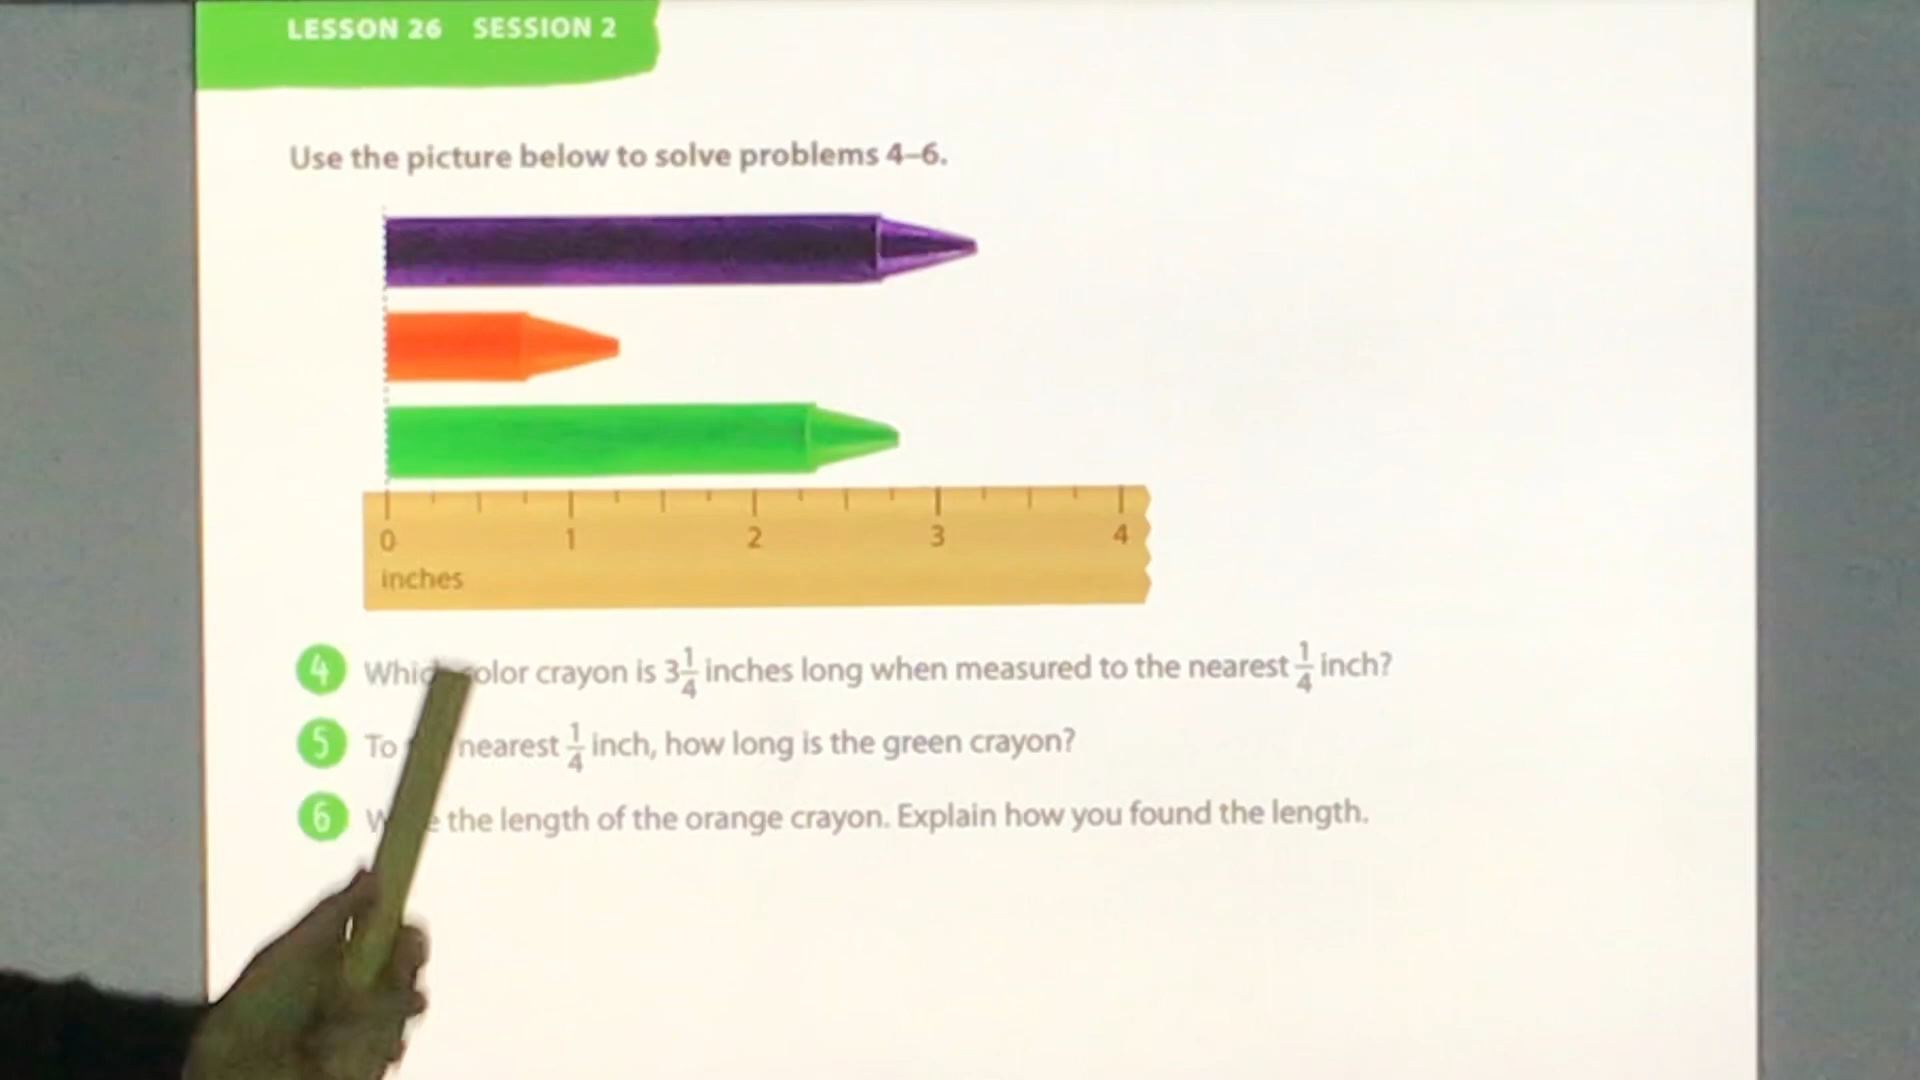 LESSON 26 SESSION 2
Use the picture below to solve problems 4–6.
0 1 2 3 4
inches
4 color crayon is 3 1/4 inches long when measured to the nearest 1/4 inch?
5 To nearest 1/4 inch, how long is the green crayon?
6 the length of the orange crayon. Explain how you found the length.